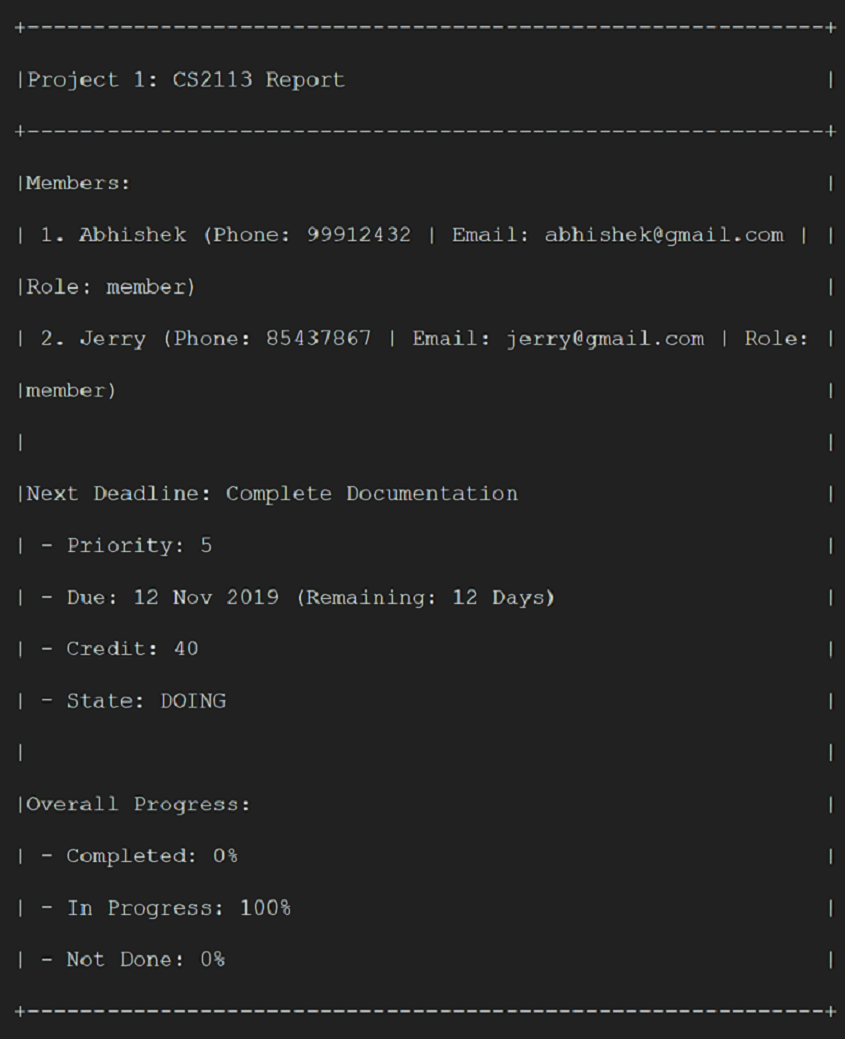 +------------------------------------------------------------+
|Project 1: CS2113 Report                                    |
+------------------------------------------------------------+
|Members:                                                    |
| 1. Abhishek (Phone: 99912432 | Email: abhishek@gmail.com | |
|Role: member)                                               |
| 2. Jerry (Phone: 85437867 | Email: jerry@gmail.com | Role: |
|member)                                                     |
|                                                            |
|Next Deadline: Complete Documentation                       |
| - Priority: 5                                              |
| - Due: 12 Nov 2019 (Remaining: 12 Days)                    |
| - Credit: 40                                               |
| - State: DOING                                             |
|                                                            |
|Overall Progress:                                           |
| - Completed: 0%                                            |
| - In Progress: 100%                                        |
| - Not Done: 0%                                             |
+------------------------------------------------------------+